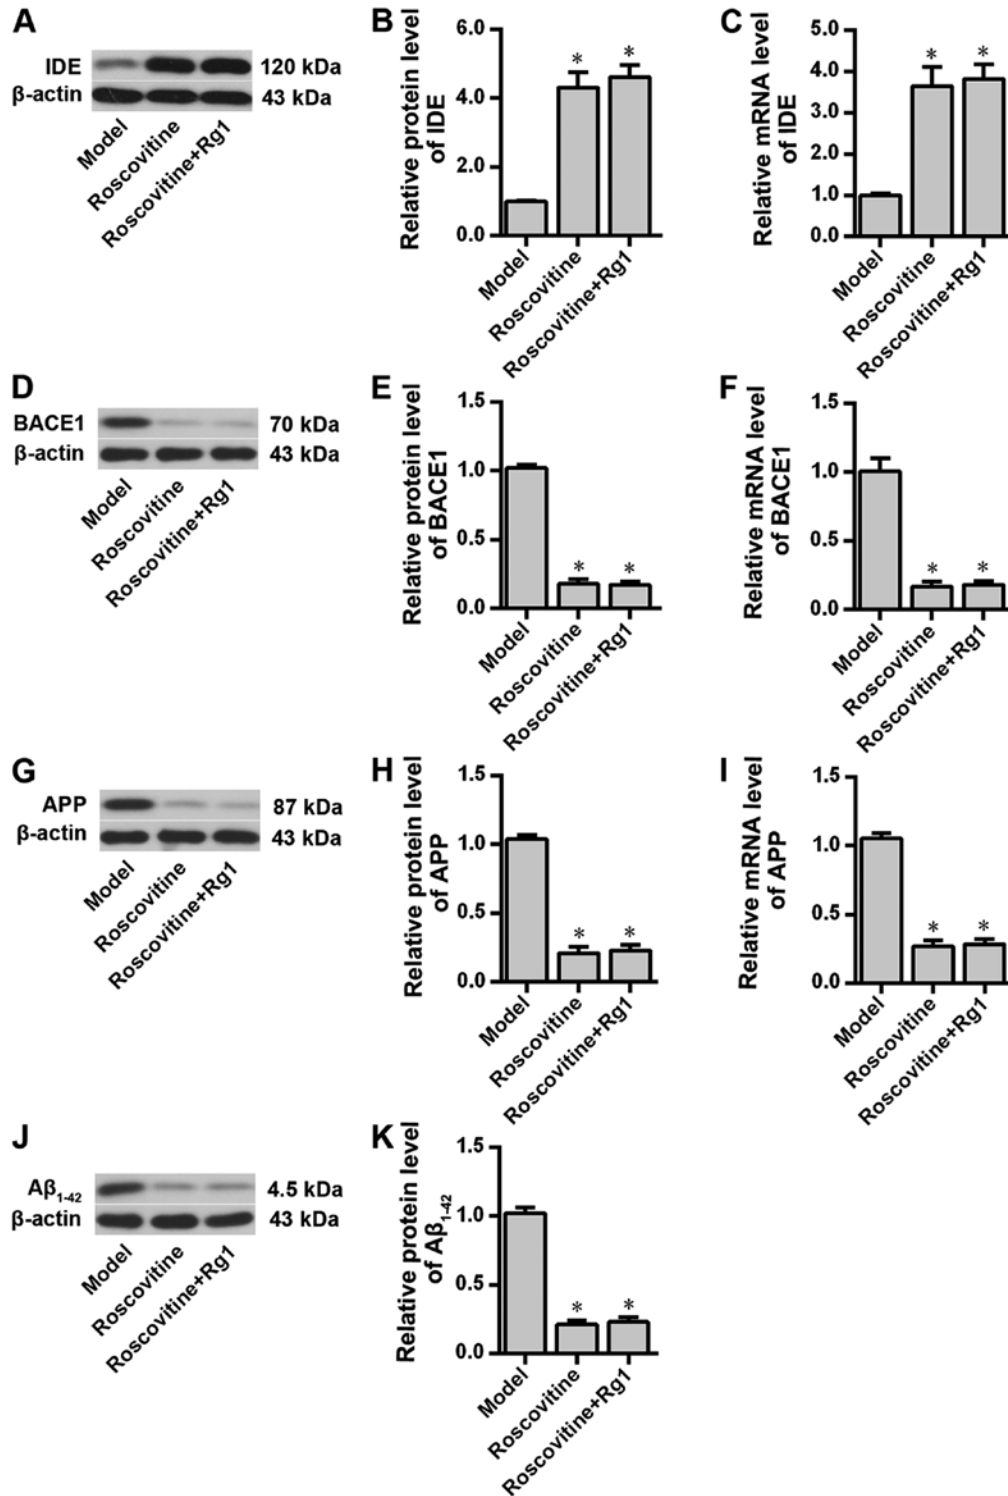 A
IDE
120 kDa
β-actin
43 kDa
Model
Roscovitine
Roscovitine+Rg1
B
Relative protein level
of IDE
6.0
4.0
2.0
0.0
*
*
Model
Roscovitine
Roscovitine+Rg1
C
Relative mRNA level
of IDE
5.0
4.0
3.0
2.0
1.0
0.0
*
*
Model
Roscovitine
Roscovitine+Rg1
D
BACE1
70 kDa
β-actin
43 kDa
Model
Roscovitine
Roscovitine+Rg1
E
Relative protein level
of BACE1
1.5
1.0
0.5
0.0
*
*
Model
Roscovitine
Roscovitine+Rg1
F
Relative mRNA level
of BACE1
1.5
1.0
0.5
0.0
*
*
Model
Roscovitine
Roscovitine+Rg1
G
APP
87 kDa
β-actin
43 kDa
Model
Roscovitine
Roscovitine+Rg1
H
Relative protein level
of APP
1.5
1.0
0.5
0.0
*
*
Model
Roscovitine
Roscovitine+Rg1
I
Relative mRNA level
of APP
1.5
1.0
0.5
0.0
*
*
Model
Roscovitine
Roscovitine+Rg1
J
Aβ₁₋₄₂
4.5 kDa
β-actin
43 kDa
Model
Roscovitine
Roscovitine+Rg1
K
Relative protein level
of Aβ₁₋₄₂
1.5
1.0
0.5
0.0
*
*
Model
Roscovitine
Roscovitine+Rg1